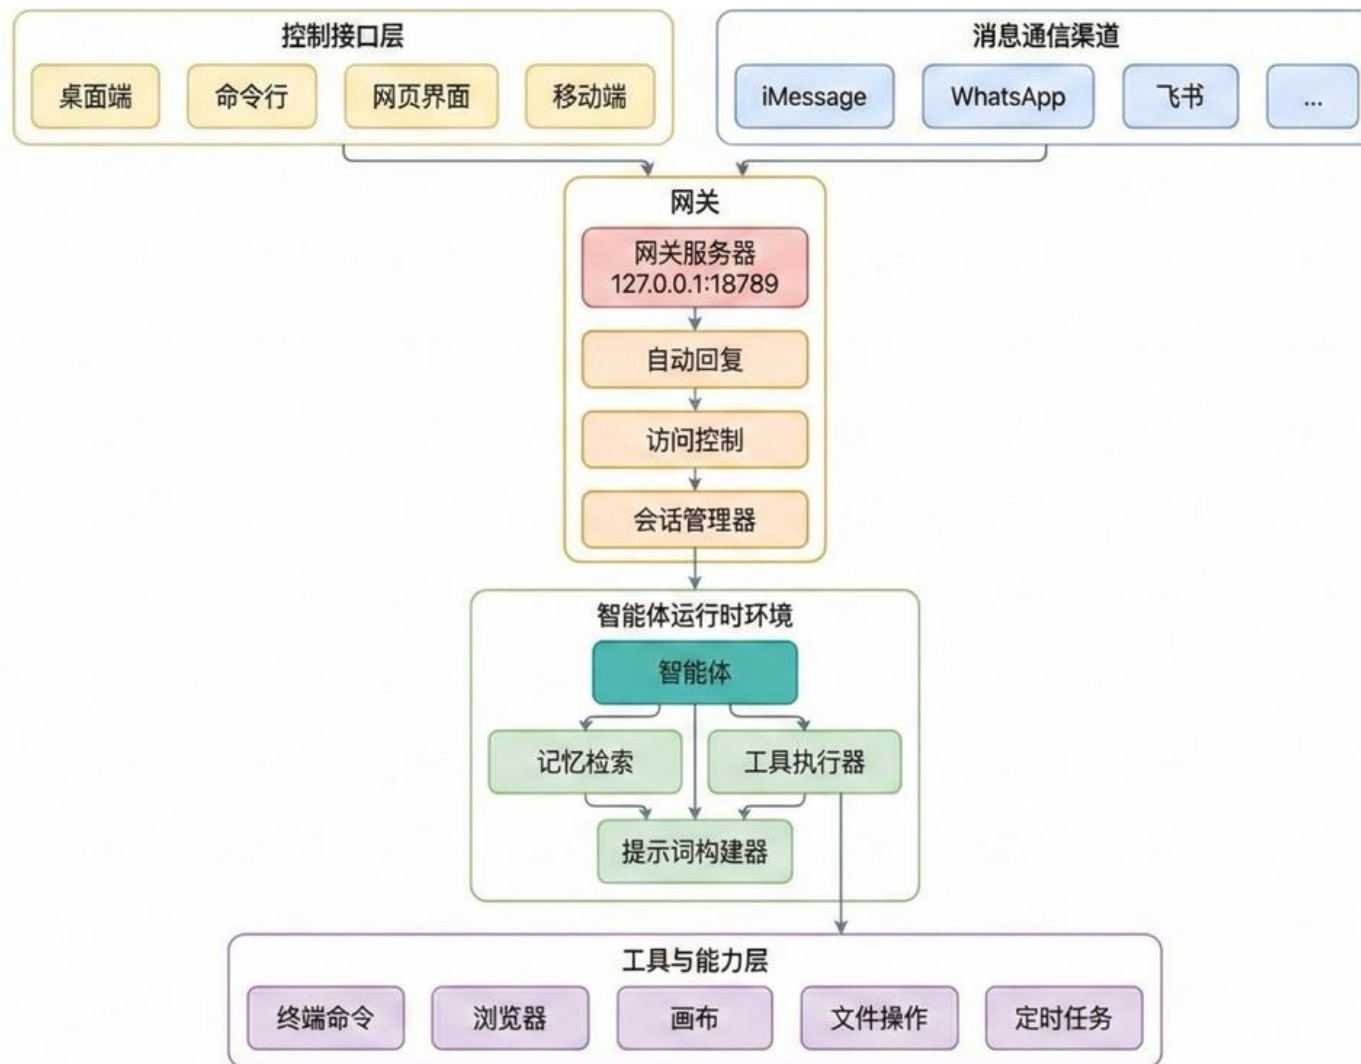 控制接口层
桌面端
命令行
网页界面
移动端
消息通信渠道
iMessage
WhatsApp
飞书
...
网关
网关服务器
127.0.0.1:18789
自动回复
访问控制
会话管理器
智能体运行时环境
智能体
记忆检索
工具执行器
提示词构建器
工具与能力层
终端命令
浏览器
画布
文件操作
定时任务